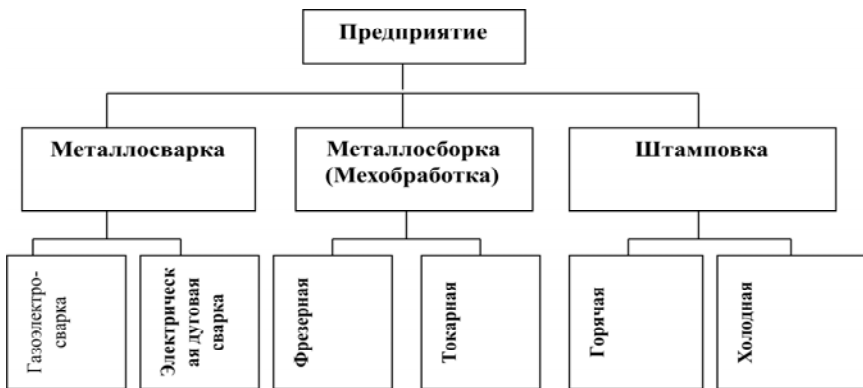 Предприятие
Металлосварка
Металлосборка
(Мехобработка)
Штамповка
Газоэлектро-
сварка
Электрическ
ая дуговая
сварка
Фрезерная
Токарная
Горячая
Холодная